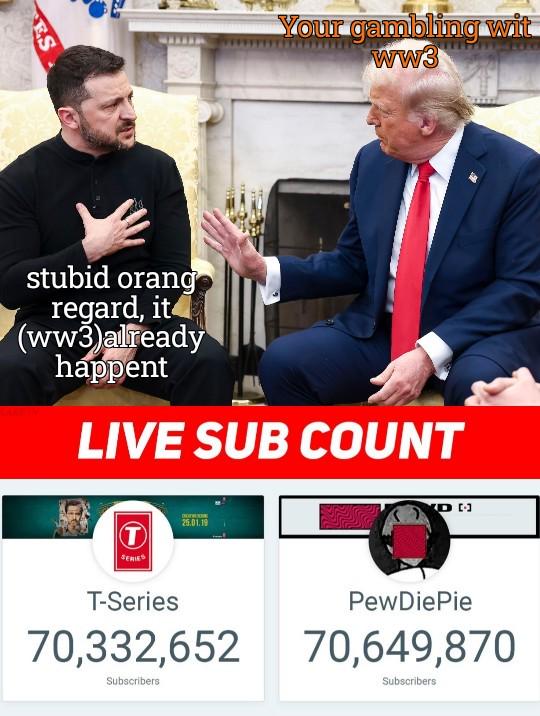 ES
Your gambling wit
ww3
stubid orang
regard, it
(ww3)already
happent
LIVE SUB COUNT
25.01.19
T
SERIES
T-Series
PewDiePie
70,332,652
70,649,870
Subscribers
Subscribers